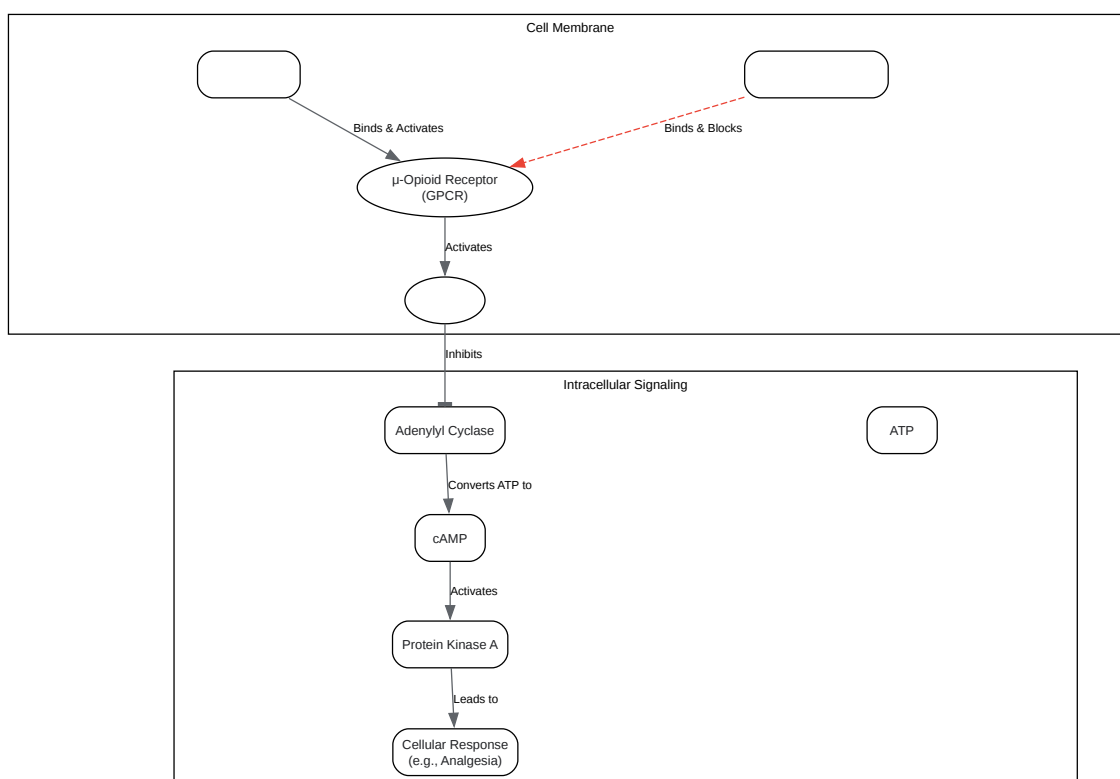 Cell Membrane
Binds & Activates
Binds & Blocks
μ-Opioid Receptor
(GPCR)
Activates
Inhibits
Intracellular Signaling
Adenylyl Cyclase
ATP
Converts ATP to
cAMP
Activates
Protein Kinase A
Leads to
Cellular Response
(e.g., Analgesia)